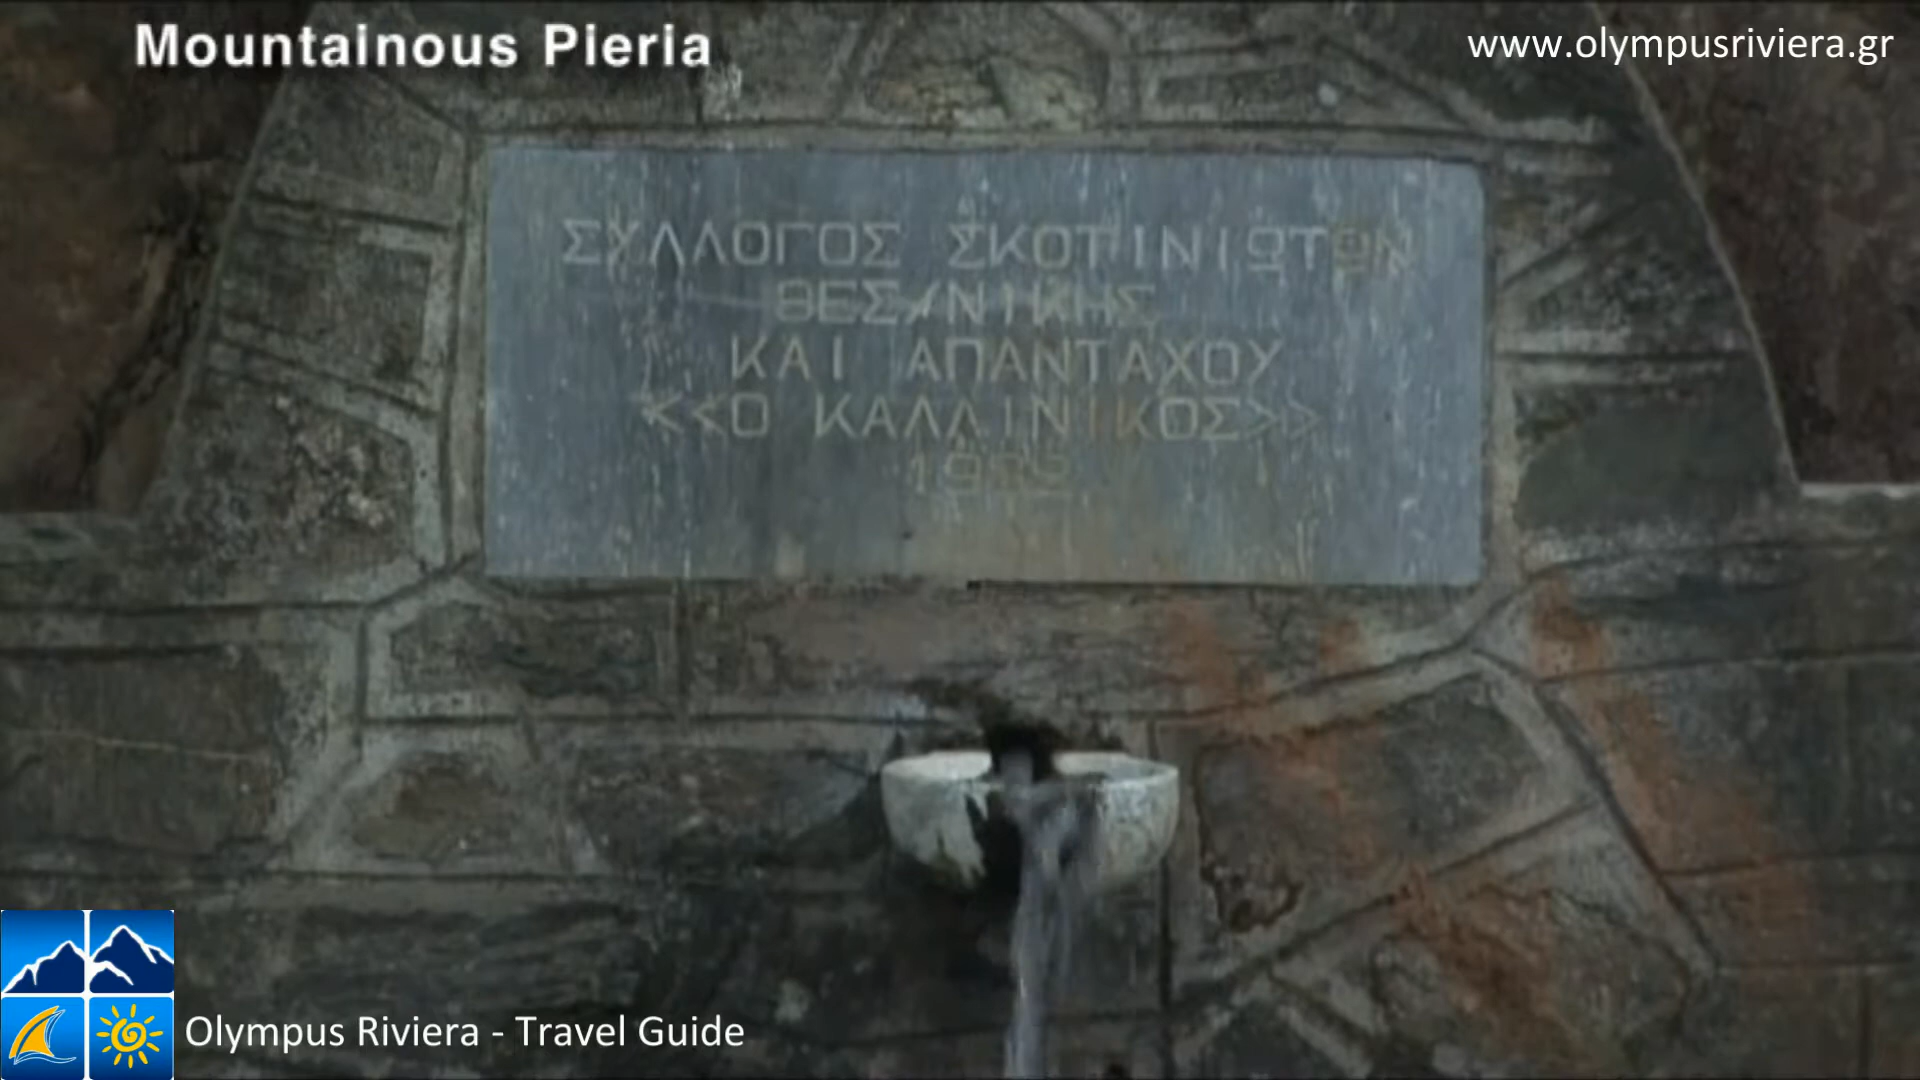 Mountainous Pieria
www.olympusriviera.gr
ΣΥΛΛΟΓΟΣ ΣΚΟΤΙΝΙΩΤΩΝ
ΘΕΣ/ΝΙΚΗΣ
ΚΑΙ ΑΠΑΝΤΑΧΟΥ
<<Ο ΚΑΛΛΙΝΙΚΟΣ>>
Olympus Riviera - Travel Guide